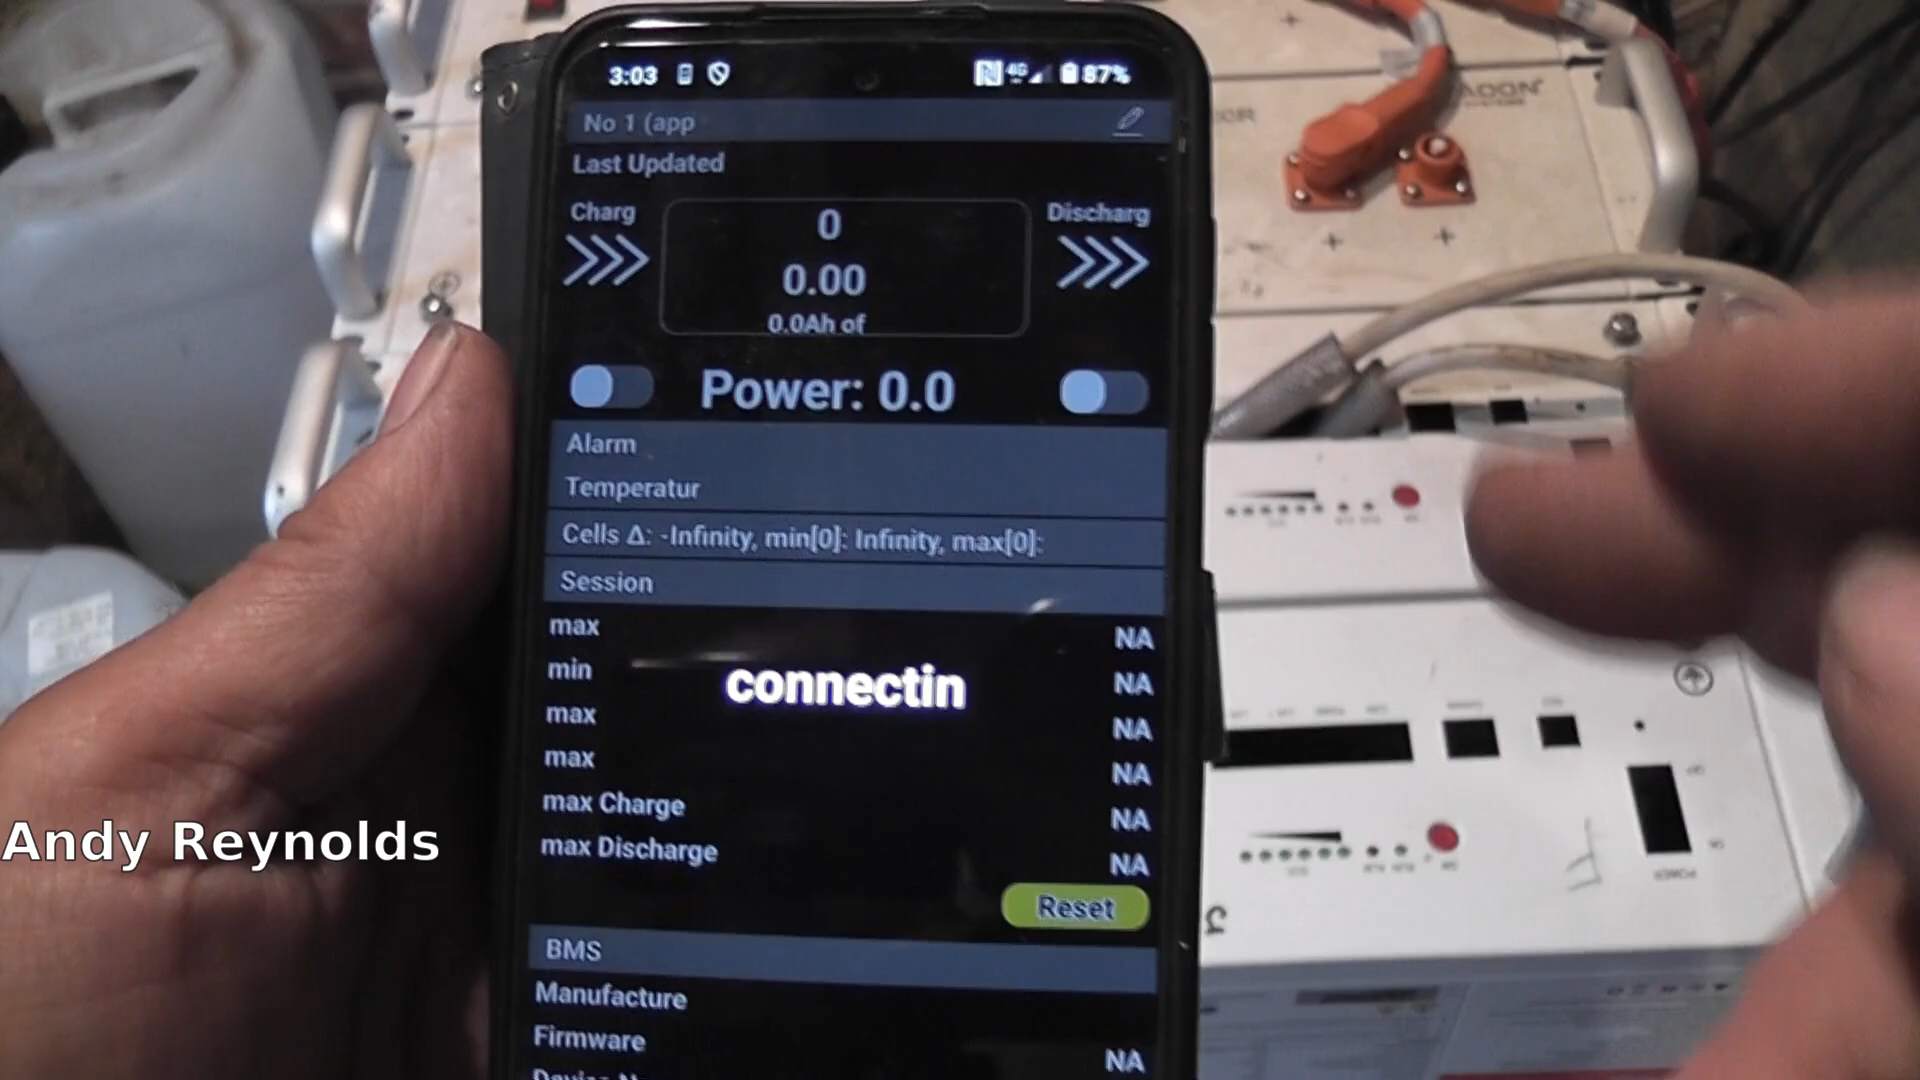 3:03 4G 87%
No 1 (app
Last Updated
Charg
Discharg
0
0.00
0.0Ah of
Power: 0.0
Alarm
Temperatur
Cells Δ: -Infinity, min[0]: Infinity, max[0]:
Session
max NA
min NA
connectin
max NA
max NA
max Charge NA
max Discharge NA
Reset
BMS
Manufacture
Firmware NA
Andy Reynolds
POWER